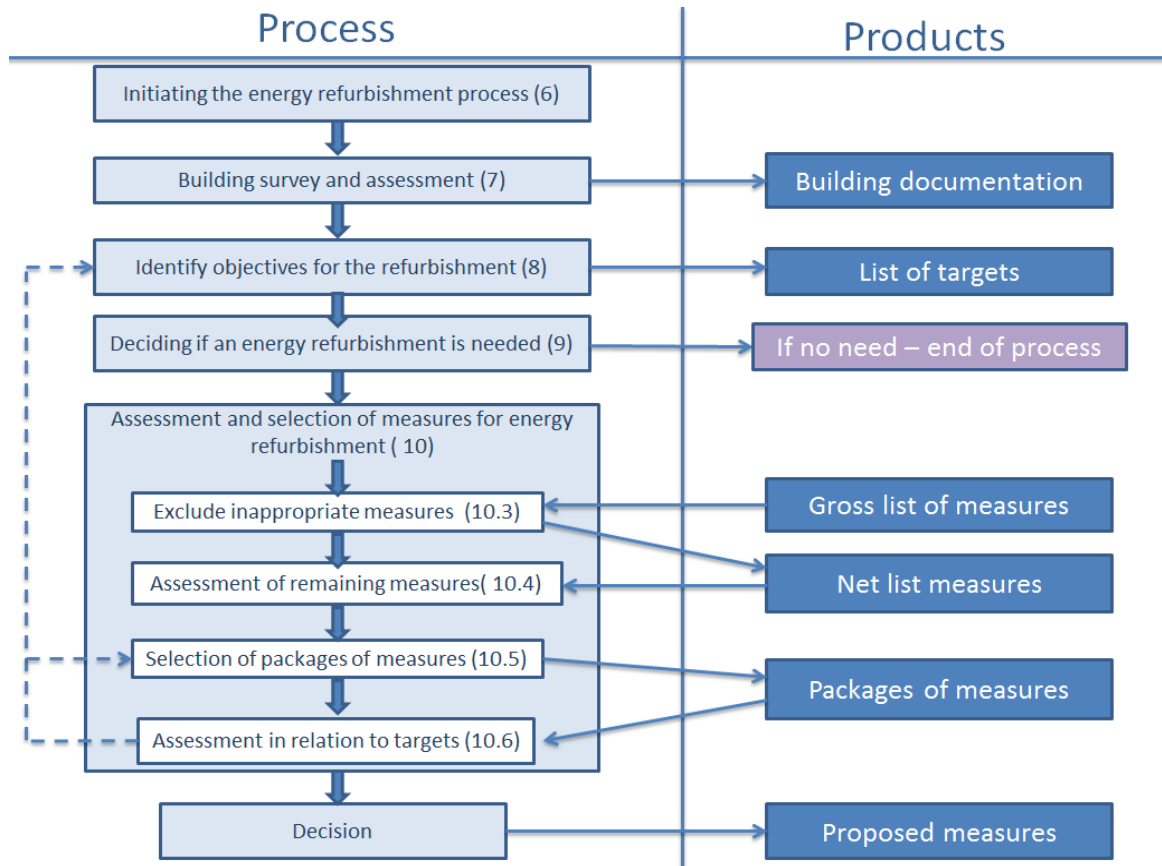 Process
Products
Initiating the energy refurbishment process (6)
Building survey and assessment (7)
Building documentation
Identify objectives for the refurbishment (8)
List of targets
Deciding if an energy refurbishment is needed (9)
If no need – end of process
Assessment and selection of measures for energy
refurbishment ( 10)
Exclude inappropriate measures  (10.3)
Gross list of measures
Assessment of remaining measures( 10.4)
Net list measures
Selection of packages of measures (10.5)
Packages of measures
Assessment in relation to targets (10.6)
Decision
Proposed measures